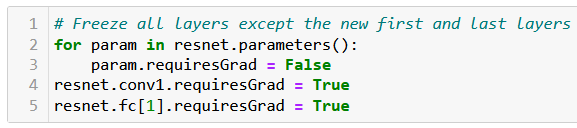 1 # Freeze all layers except the new first and last layers
2 for param in resnet.parameters():
3     param.requiresGrad = False
4 resnet.conv1.requiresGrad = True
5 resnet.fc[1].requiresGrad = True